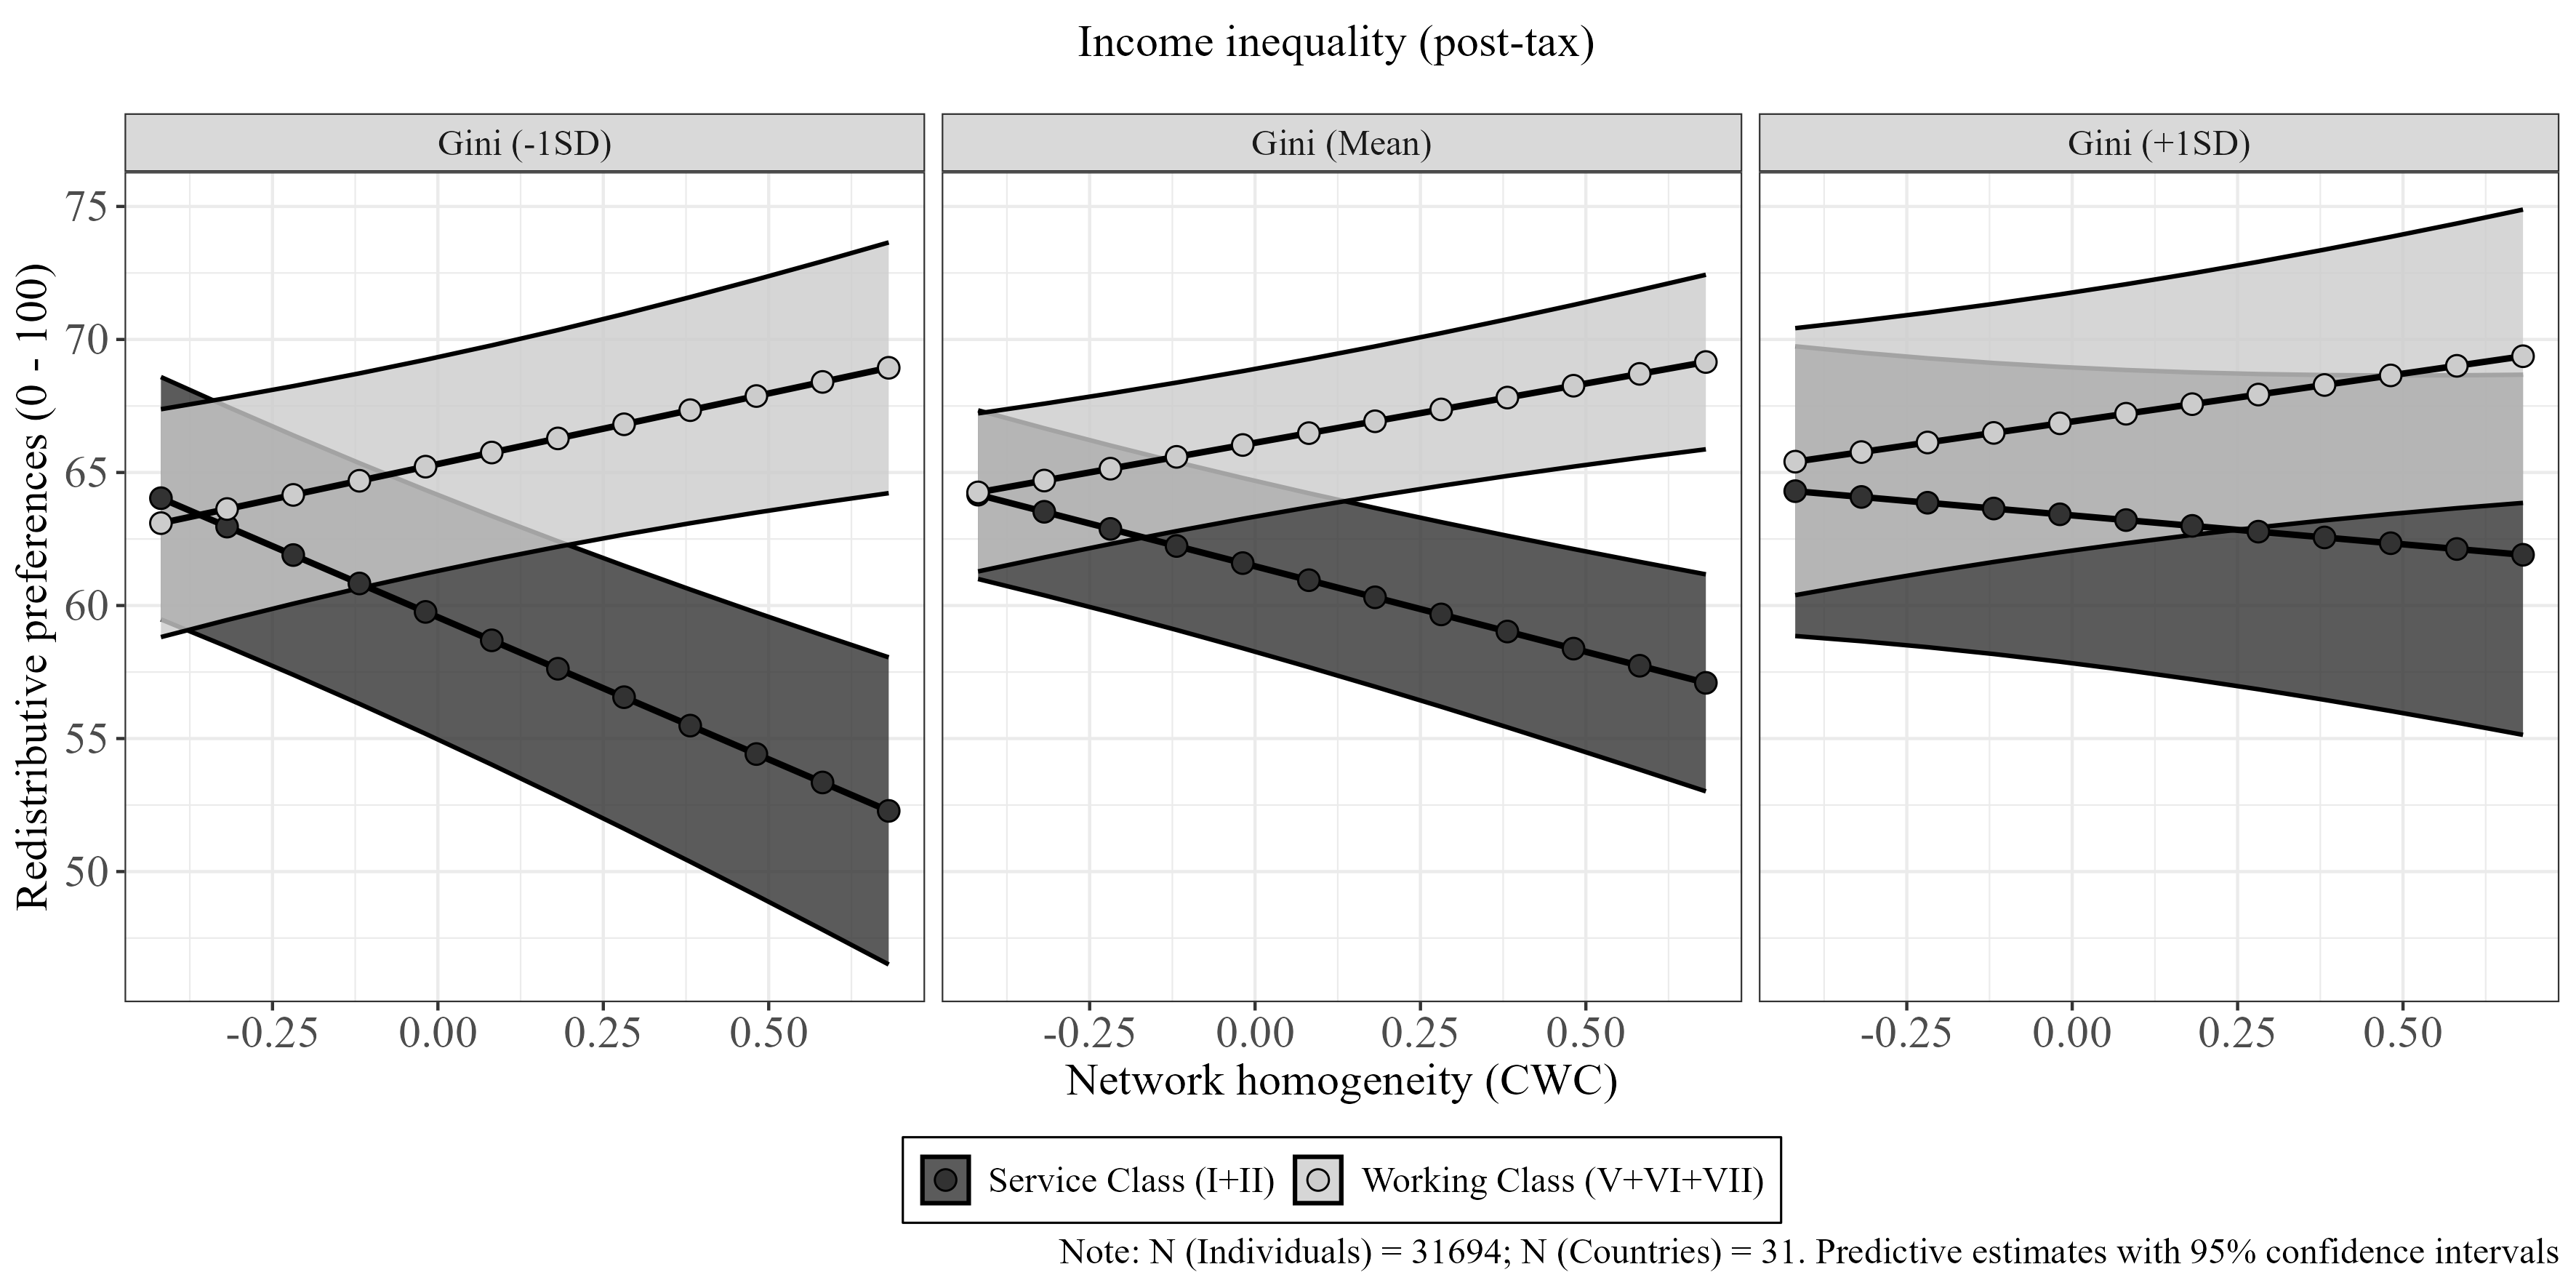 Income inequality (post-tax)
Gini (-1SD)
Gini (Mean)
Gini (+1SD)
Redistributive preferences (0 - 100)
75
70
65
60
55
50
-0.25 0.00 0.25 0.50
-0.25 0.00 0.25 0.50
-0.25 0.00 0.25 0.50
Network homogeneity (CWC)
Service Class (I+II) Working Class (V+VI+VII)
Note: N (Individuals) = 31694; N (Countries) = 31. Predictive estimates with 95% confidence intervals